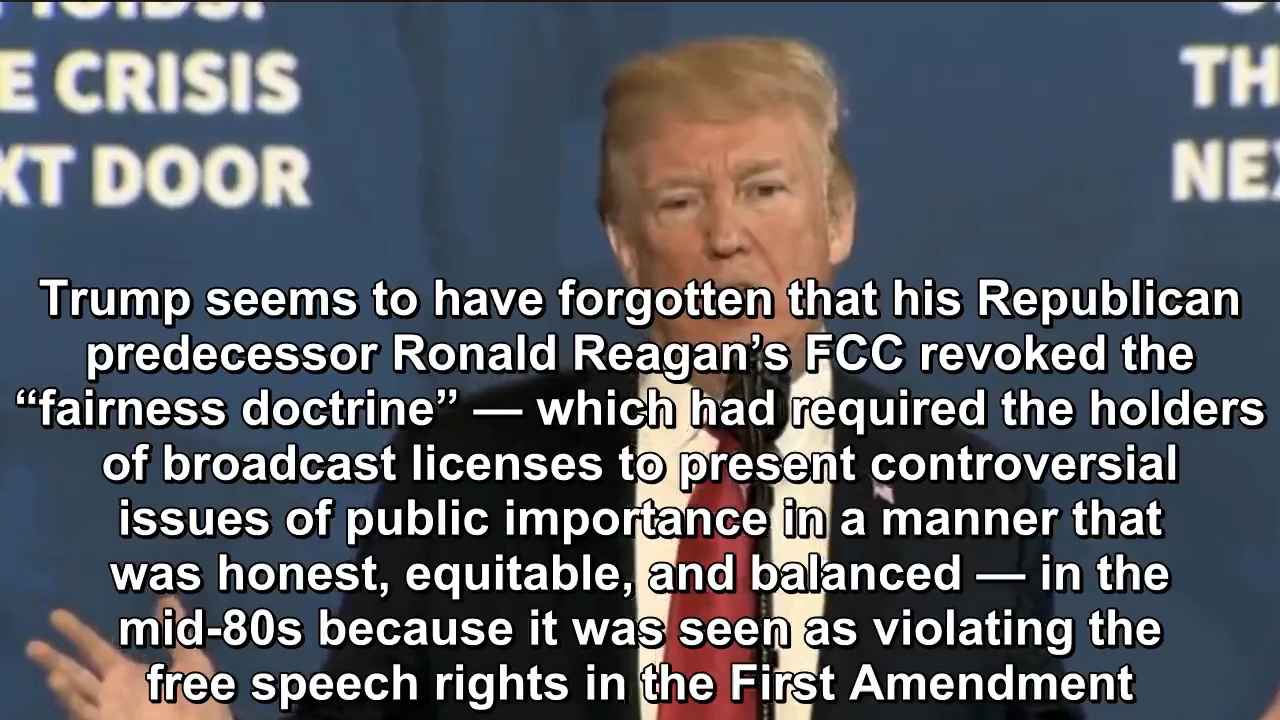 E CRISIS
XT DOOR
TH
NEX
Trump seems to have forgotten that his Republican
predecessor Ronald Reagan’s FCC revoked the
“fairness doctrine” — which had required the holders
of broadcast licenses to present controversial
issues of public importance in a manner that
was honest, equitable, and balanced — in the
mid-80s because it was seen as violating the
free speech rights in the First Amendment